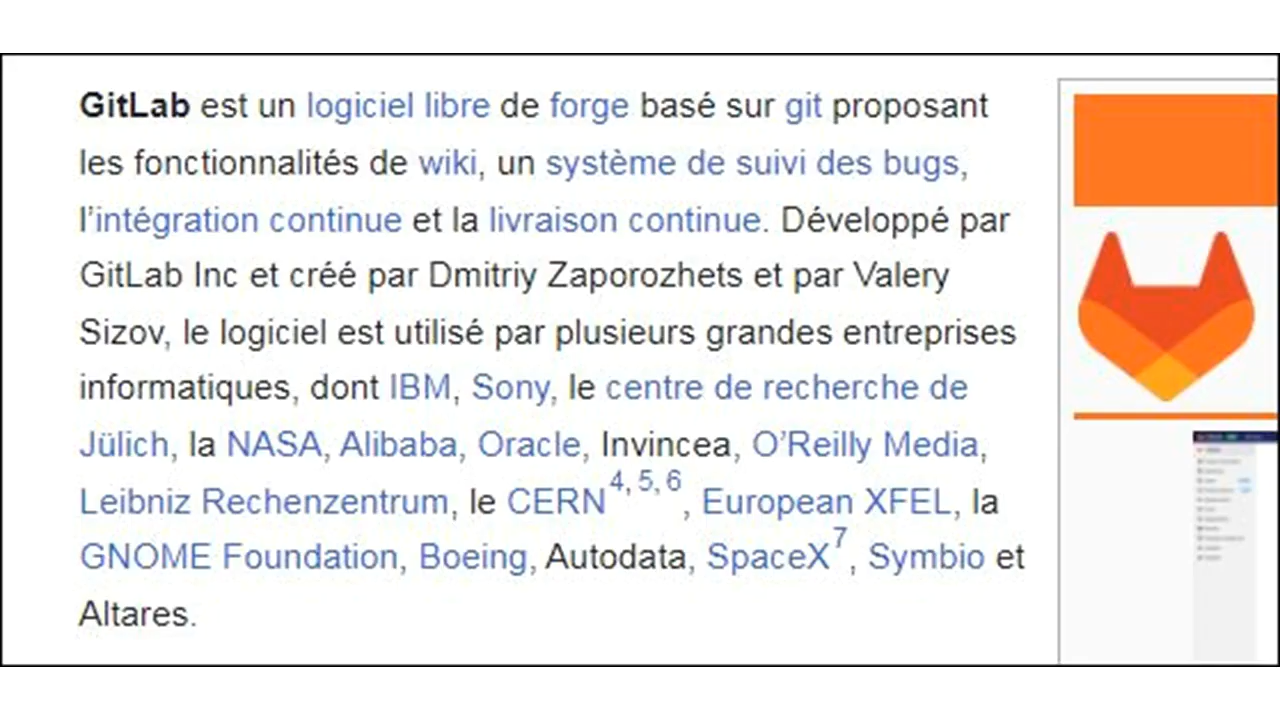 GitLab est un logiciel libre de forge basé sur git proposant
les fonctionnalités de wiki, un système de suivi des bugs,
l’intégration continue et la livraison continue. Développé par
GitLab Inc et créé par Dmitriy Zaporozhets et par Valery
Sizov, le logiciel est utilisé par plusieurs grandes entreprises
informatiques, dont IBM, Sony, le centre de recherche de
Jülich, la NASA, Alibaba, Oracle, Invincea, O’Reilly Media,
Leibniz Rechenzentrum, le CERN4, 5, 6, European XFEL, la
GNOME Foundation, Boeing, Autodata, SpaceX7, Symbio et
Altares.